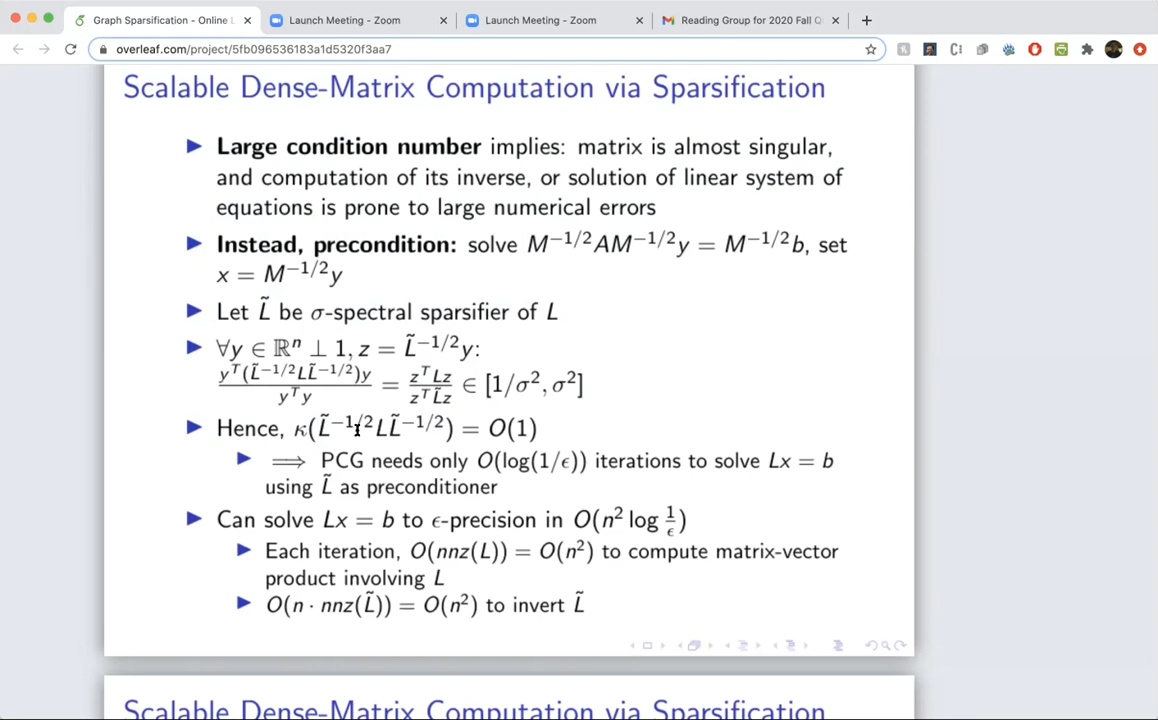 Graph Sparsification - Online L
Launch Meeting - Zoom
Launch Meeting - Zoom
Reading Group for 2020 Fall Q
overleaf.com/project/5fb096536183a1d5320f3aa7
Scalable Dense-Matrix Computation via Sparsification
▶ Large condition number implies: matrix is almost singular,
and computation of its inverse, or solution of linear system of
equations is prone to large numerical errors
▶ Instead, precondition: solve M^{−1/2}AM^{−1/2}y = M^{−1/2}b, set
x = M^{−1/2}y
▶ Let L̃ be σ-spectral sparsifier of L
▶ ∀y ∈ ℝⁿ ⊥ 1, z = L̃^{−1/2}y:
y^T(L̃^{−1/2}LL̃^{−1/2})y / y^Ty = z^TLz / z^TL̃z ∈ [1/σ², σ²]
▶ Hence, κ(L̃^{−1/2}LL̃^{−1/2}) = O(1)
▶ ⟹ PCG needs only O(log(1/ϵ)) iterations to solve Lx = b
using L̃ as preconditioner
▶ Can solve Lx = b to ϵ-precision in O(n² log 1/ϵ)
▶ Each iteration, O(nnz(L)) = O(n²) to compute matrix-vector
product involving L
▶ O(n · nnz(L̃)) = O(n²) to invert L̃
Scalable Dense-Matrix Computation via Sparsification